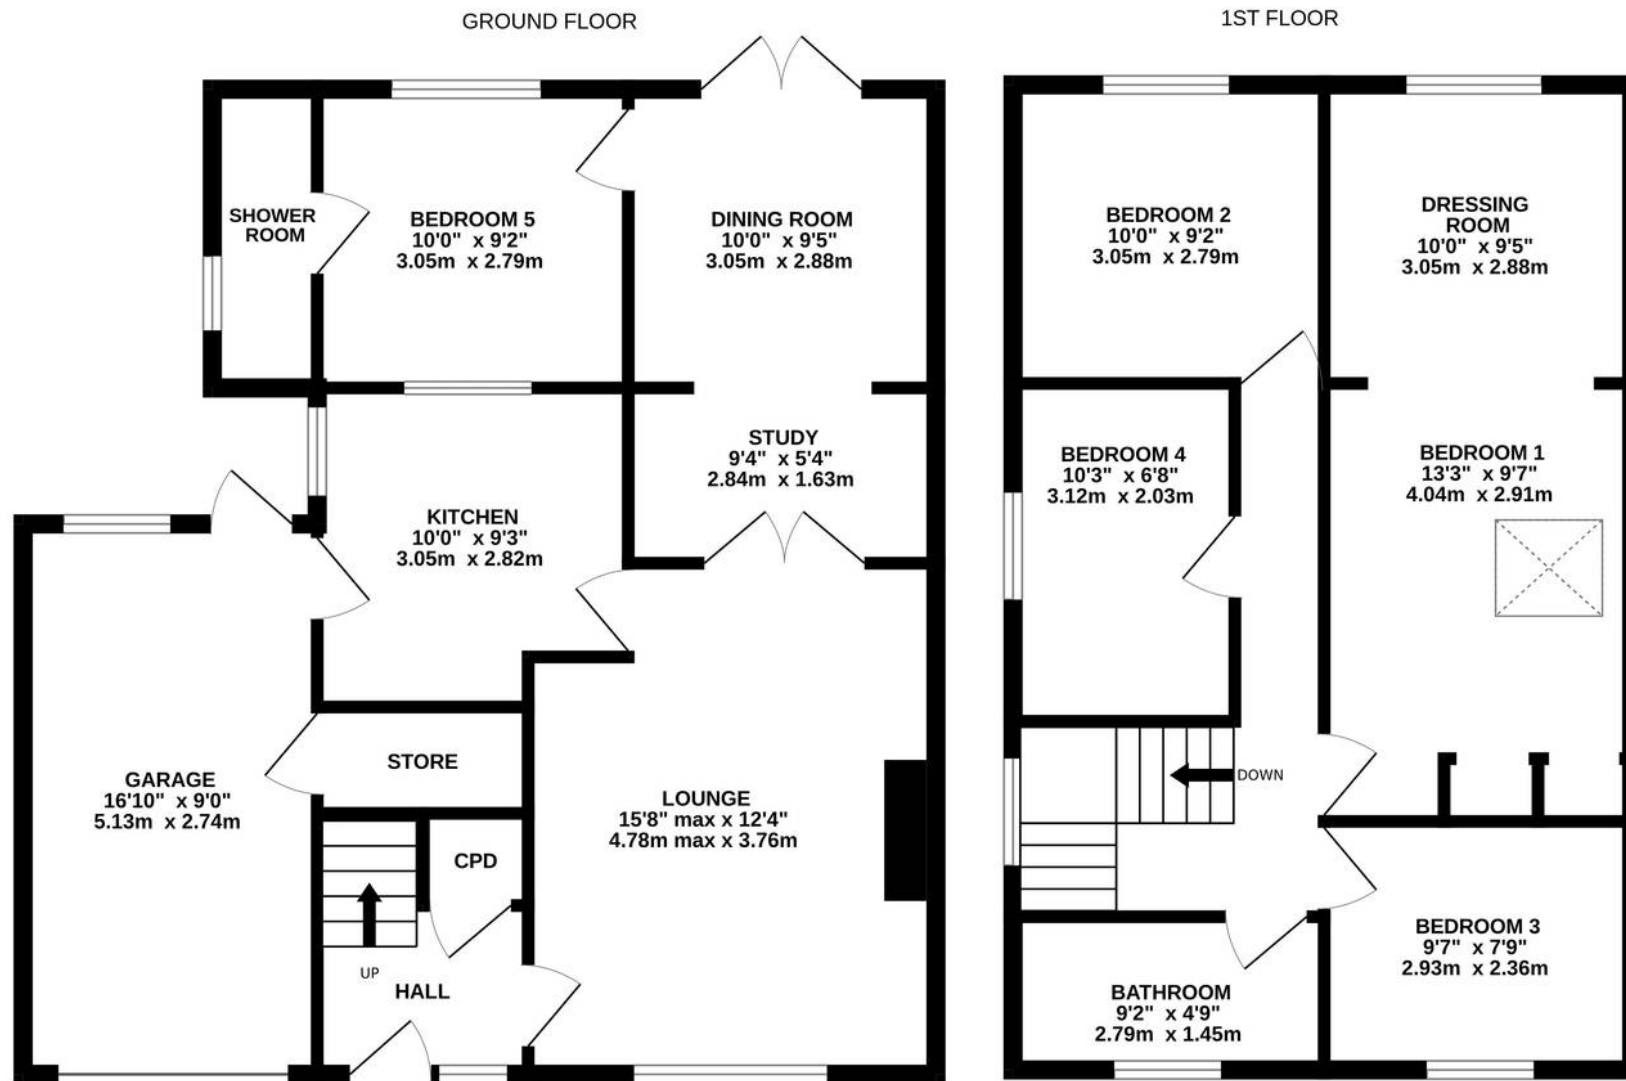 GROUND FLOOR
SHOWER
ROOM
BEDROOM 5
10'0" x 9'2"
3.05m x 2.79m
DINING ROOM
10'0" x 9'5"
3.05m x 2.88m
STUDY
9'4" x 5'4"
2.84m x 1.63m
KITCHEN
10'0" x 9'3"
3.05m x 2.82m
GARAGE
16'10" x 9'0"
5.13m x 2.74m
STORE
LOUNGE
15'8" max x 12'4"
4.78m max x 3.76m
CPD
UP
HALL
1ST FLOOR
BEDROOM 2
10'0" x 9'2"
3.05m x 2.79m
DRESSING
ROOM
10'0" x 9'5"
3.05m x 2.88m
BEDROOM 4
10'3" x 6'8"
3.12m x 2.03m
BEDROOM 1
13'3" x 9'7"
4.04m x 2.91m
DOWN
BEDROOM 3
9'7" x 7'9"
2.93m x 2.36m
BATHROOM
9'2" x 4'9"
2.79m x 1.45m